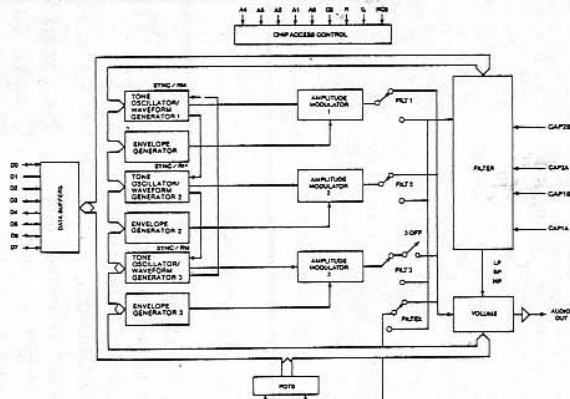 A4 A3 A2 A1 A0 CS R RES
CHIP ACCESS CONTROL
SYNC / RM
TONE
OSCILLATOR/
WAVEFORM
GENERATOR 1
AMPLITUDE
MODULATOR
1
FILT 1
FILTER
CAP2B
CAP2A
CAP1B
CAP1A
ENVELOPE
GENERATOR
SYNC / RM
D0
D1
D2
D3
D4
D5
D6
D7
DATA BUFFERS
TONE
OSCILLATOR/
WAVEFORM
GENERATOR 2
AMPLITUDE
MODULATOR
2
FILT 2
ENVELOPE
GENERATOR 2
SYNC / RM
3 OFF
TONE
OSCILLATOR/
WAVEFORM
GENERATOR 3
AMPLITUDE
MODULATOR
3
FILT 3
LP
BP
HP
ENVELOPE
GENERATOR 3
FILTEX
VOLUME
AUDIO
OUT
POTS